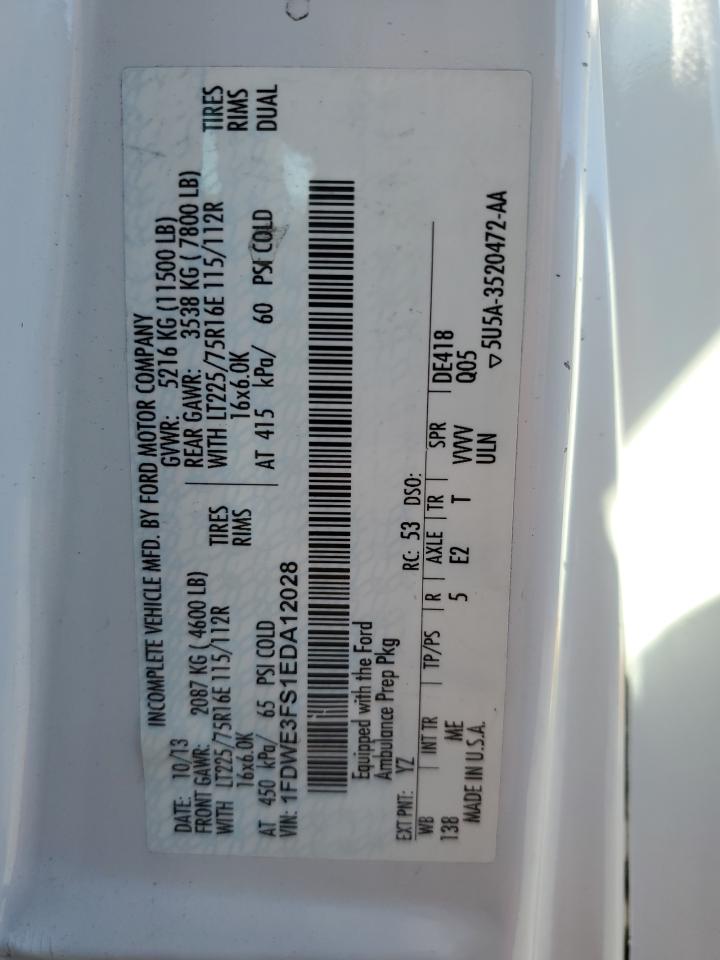 INCOMPLETE VEHICLE MFD. BY FORD MOTOR COMPANY
DATE: 10/13 GVWR: 5216 KG (11500 LB)
FRONT GAWR: 2087 KG ( 4600 LB) REAR GAWR: 3538 KG ( 7800 LB)
WITH LT225/75R16E 115/112R TIRES WITH LT225/75R16E 115/112R TIRES
16x6.0K RIMS 16x6.0K RIMS
AT 450 kPa/ 65 PSI COLD AT 415 kPa/ 60 PSI COLD DUAL
VIN: 1FDWE3FS1EDA12028
Equipped with the Ford
Ambulance Prep Pkg
EXT PNT: YZ RC: 53 DSO:
WB INT TR TP/PS R AXLE TR SPR DE418
138 ME 5 E2 T VVVV Q05
MADE IN U.S.A. ULN
▽5U5A-3520472-AA